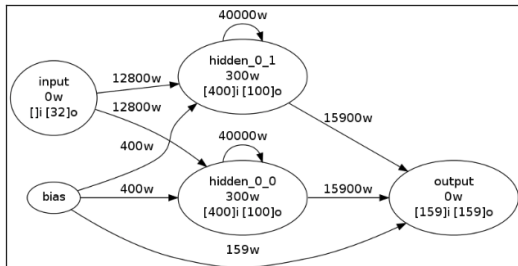 40000w
hidden_0_1
300w
[400]i [100]o
input
0w
[]i [32]o
12800w
12800w
400w
15900w
40000w
hidden_0_0
300w
[400]i [100]o
bias
400w
15900w
output
0w
[159]i [159]o
159w